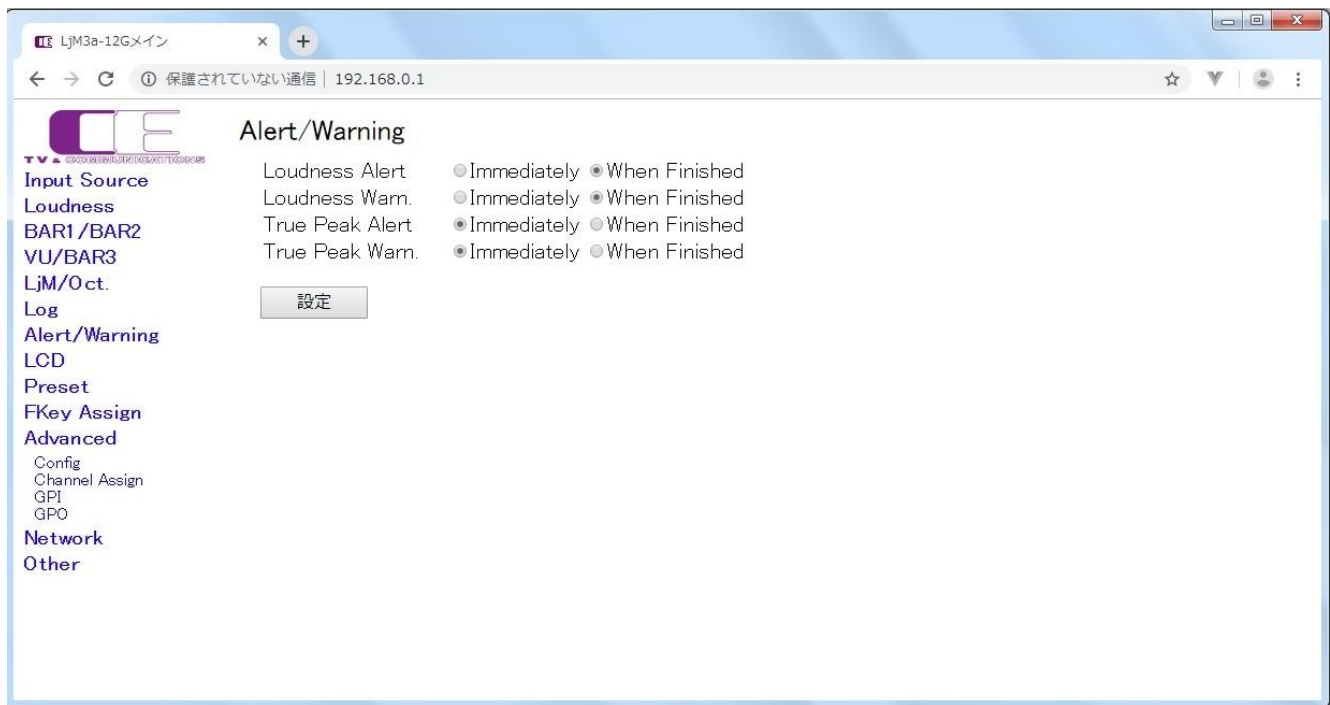 LjM3a-12Gメイン
保護されていない通信 | 192.168.0.1
TV & COMMUNICATIONS
Input Source
Loudness
BAR1/BAR2
VU/BAR3
LjM/Oct.
Log
Alert/Warning
LCD
Preset
FKey Assign
Advanced
Config
Channel Assign
GPI
GPO
Network
Other
Alert/Warning
Loudness Alert Immediately When Finished
Loudness Warn. Immediately When Finished
True Peak Alert Immediately When Finished
True Peak Warn. Immediately When Finished
設定